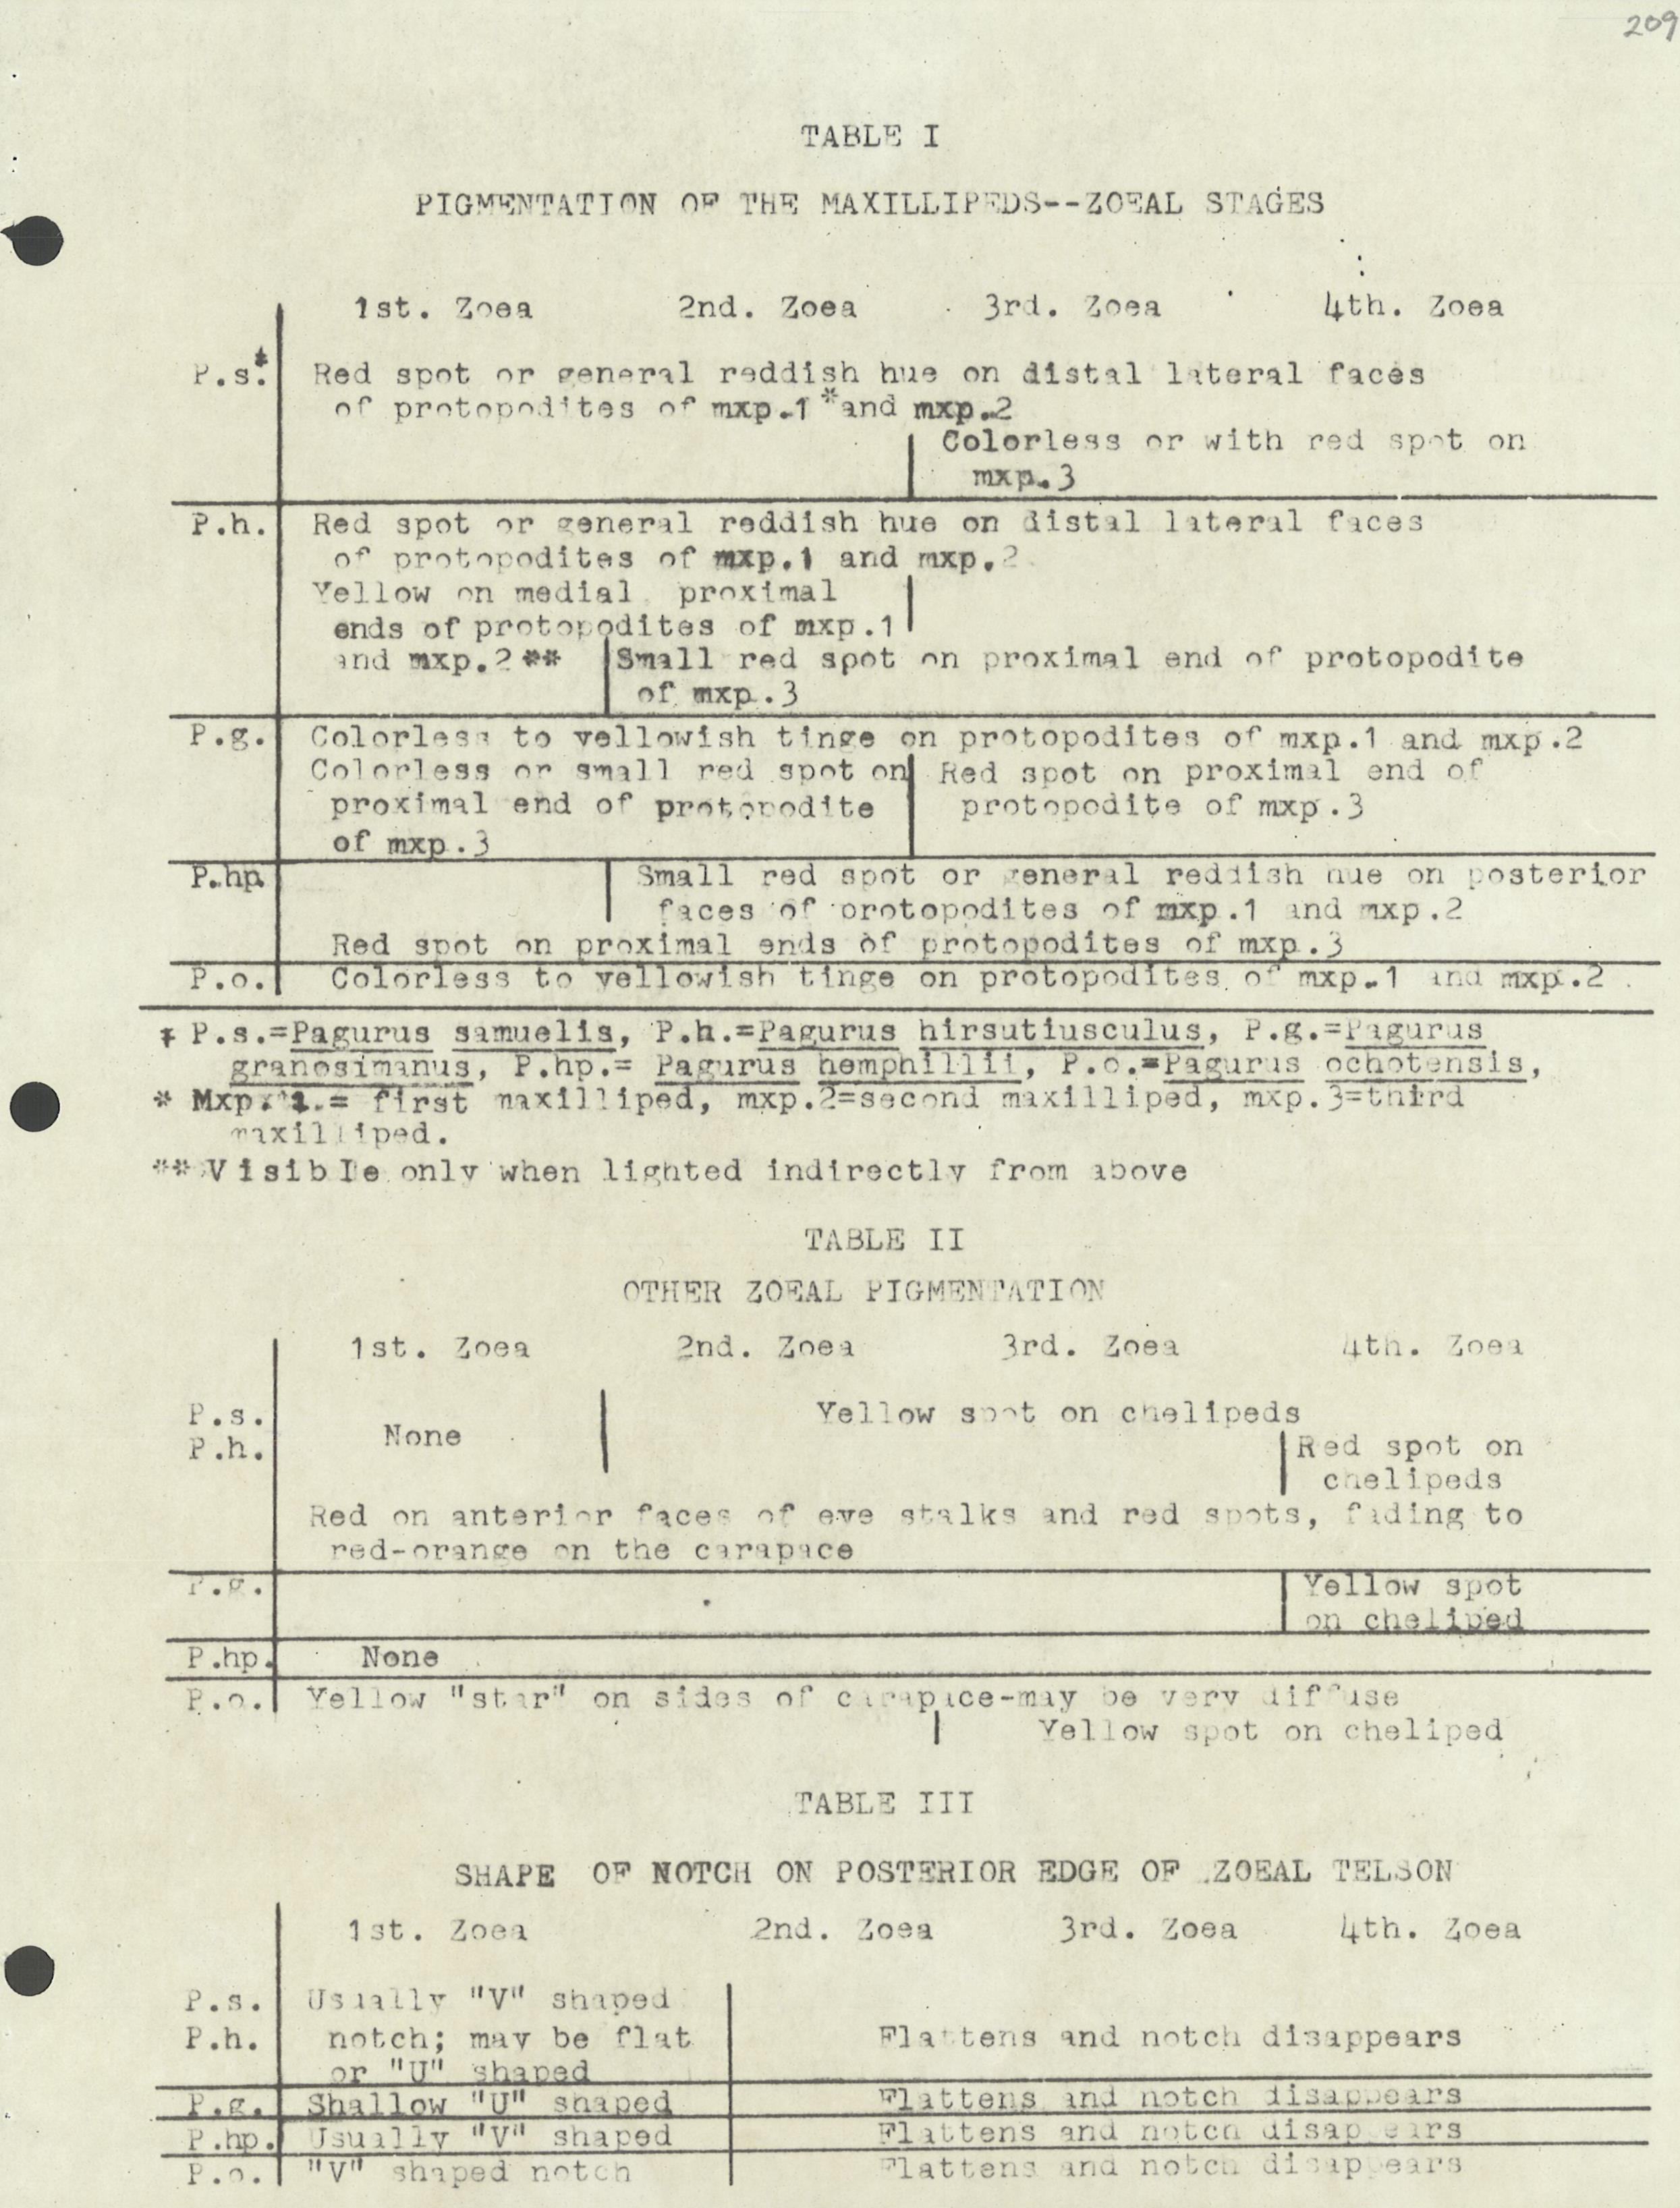 209
TABLE I
PIGMENTATION OF THE MAXILLIPEDS--ZOEAL STAGES
1st. Zoea 2nd. Zoea 3rd. Zoea 4th. Zoea
P.s.‡ Red spot or general reddish hue on distal lateral faces
of protopodites of mxp.1* and mxp.2
Colorless or with red spot on
mxp.3
P.h. Red spot or general reddish hue on distal lateral faces
of protopodites of mxp.1 and mxp.2
Yellow on medial proximal
ends of protopodites of mxp.1
and mxp.2** Small red spot on proximal end of protopodite
of mxp.3
P.g. Colorless to yellowish tinge on protopodites of mxp.1 and mxp.2
Colorless or small red spot on Red spot on proximal end of
proximal end of protopodite protopodite of mxp.3
of mxp.3
P.hp. Small red spot or general reddish hue on posterior
faces of protopodites of mxp.1 and mxp.2
Red spot on proximal ends of protopodites of mxp.3
P.o. Colorless to yellowish tinge on protopodites of mxp.1 and mxp.2.
‡ P.s.=Pagurus samuelis, P.h.=Pagurus hirsutiusculus, P.g.=Pagurus
granosimanus, P.hp.= Pagurus hemphillii, P.o.=Pagurus ochotensis,
* Mxp. 1.= first maxilliped, mxp.2=second maxilliped, mxp.3=third
maxilliped.
** Visible only when lighted indirectly from above
TABLE II
OTHER ZOEAL PIGMENTATION
1st. Zoea 2nd. Zoea 3rd. Zoea 4th. Zoea
P.s. Yellow spot on chelipeds
P.h. None Red spot on
chelipeds
Red on anterior faces of eye stalks and red spots, fading to
red-orange on the carapace
P.g. Yellow spot
on cheliped
P.hp. None
P.o. Yellow "star" on sides of carapace-may be very diffuse
Yellow spot on cheliped
TABLE III
SHAPE OF NOTCH ON POSTERIOR EDGE OF ZOEAL TELSON
1st. Zoea 2nd. Zoea 3rd. Zoea 4th. Zoea
P.s. Usually "V" shaped
P.h. notch; may be flat Flattens and notch disappears
or "U" shaped
P.g. Shallow "U" shaped Flattens and notch disappears
P.hp. Usually "V" shaped Flattens and notch disappears
P.o. "V" shaped notch Flattens and notch disappears